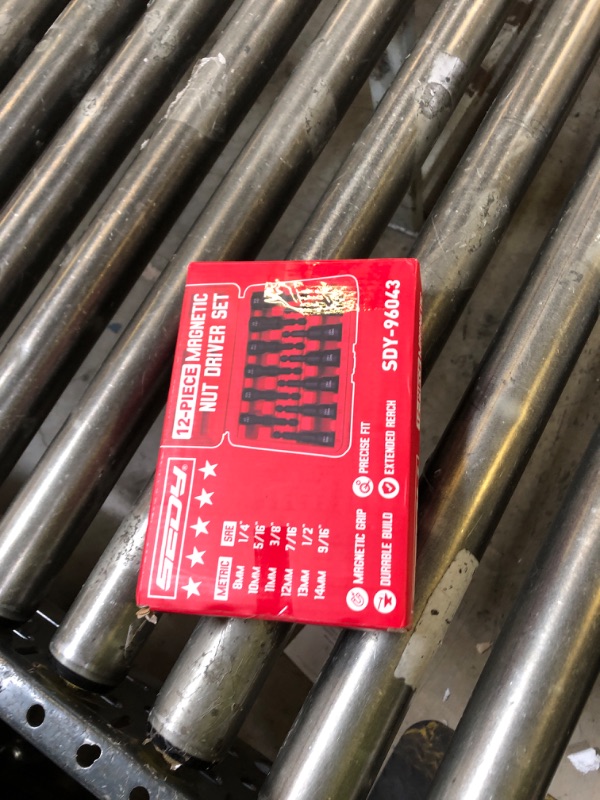 12-PIECE MAGNETIC
NUT DRIVER SET
SDY-96043
SEDY
METRIC SAE
8MM 1/4"
10MM 5/16"
11MM 3/8"
12MM 7/16"
13MM 1/2"
14MM 9/16"
MAGNETIC GRIP
PRECISE FIT
DURABLE BUILD
EXTENDED REACH